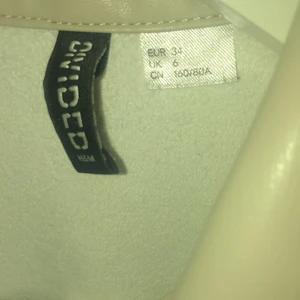 DIVIDED
H&M
EUR 34
UK 6
CN 160/80A